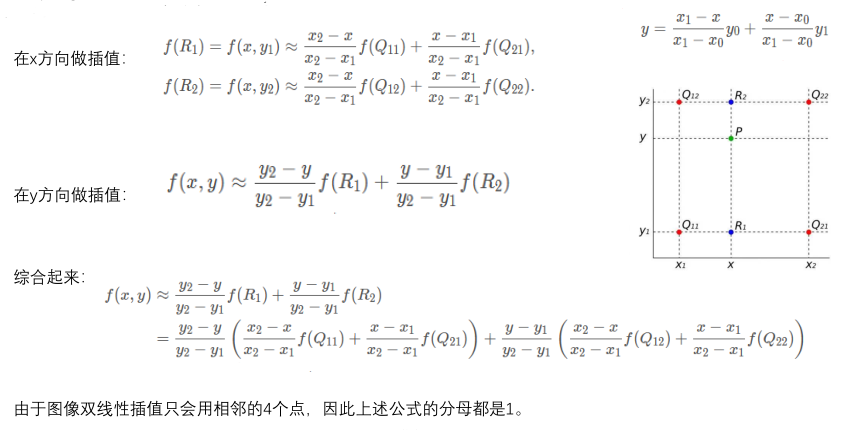 y = \frac{x_1 - x}{x_1 - x_0} y_0 + \frac{x - x_0}{x_1 - x_0} y_1
在x方向做插值：
f(R_1) = f(x, y_1) ≈ \frac{x_2 - x}{x_2 - x_1} f(Q_{11}) + \frac{x - x_1}{x_2 - x_1} f(Q_{21}),
f(R_2) = f(x, y_2) ≈ \frac{x_2 - x}{x_2 - x_1} f(Q_{12}) + \frac{x - x_1}{x_2 - x_1} f(Q_{22}).
y_2 Q_{12} R_2 Q_{22}
y P
y_1 Q_{11} R_1 Q_{21}
x_1 x x_2
在y方向做插值：
f(x, y) ≈ \frac{y_2 - y}{y_2 - y_1} f(R_1) + \frac{y - y_1}{y_2 - y_1} f(R_2)
综合起来：
f(x, y) ≈ \frac{y_2 - y}{y_2 - y_1} f(R_1) + \frac{y - y_1}{y_2 - y_1} f(R_2)
= \frac{y_2 - y}{y_2 - y_1} \left( \frac{x_2 - x}{x_2 - x_1} f(Q_{11}) + \frac{x - x_1}{x_2 - x_1} f(Q_{21}) \right) + \frac{y - y_1}{y_2 - y_1} \left( \frac{x_2 - x}{x_2 - x_1} f(Q_{12}) + \frac{x - x_1}{x_2 - x_1} f(Q_{22}) \right)
由于图像双线性插值只会用相邻的4个点，因此上述公式的分母都是1。